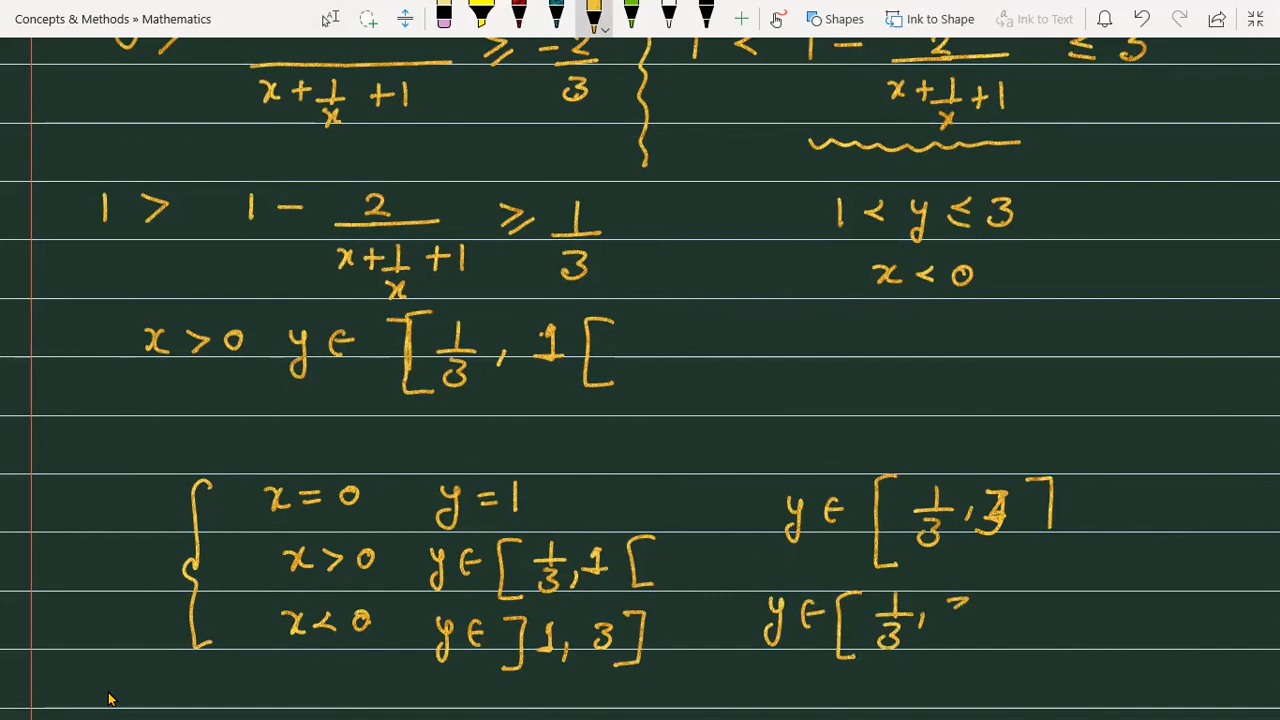 Concepts & Methods » Mathematics Shapes Ink to Shape Ink to Text
x + 1/x + 1 ≥ -2/3 1 < 1 - 2/(x + 1/x + 1) ≤ 3
1 > 1 - 2/(x + 1/x + 1) ≥ 1/3 1 < y ≤ 3
x < 0
x > 0 y ∈ [1/3, 1[
x = 0 y = 1 y ∈ [1/3, 3]
x > 0 y ∈ [1/3, 1[
x < 0 y ∈ ]1, 3] y ∈ [1/3,